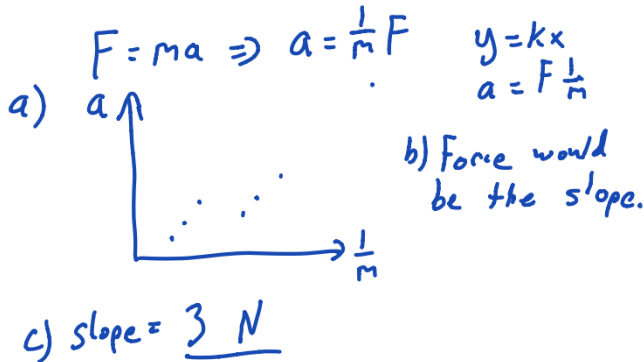 F = ma ⇒ a = 1/m F
y = kx
a = F 1/m
a) a
1/m
b) Force would
be the slope.
c) slope = 3 N